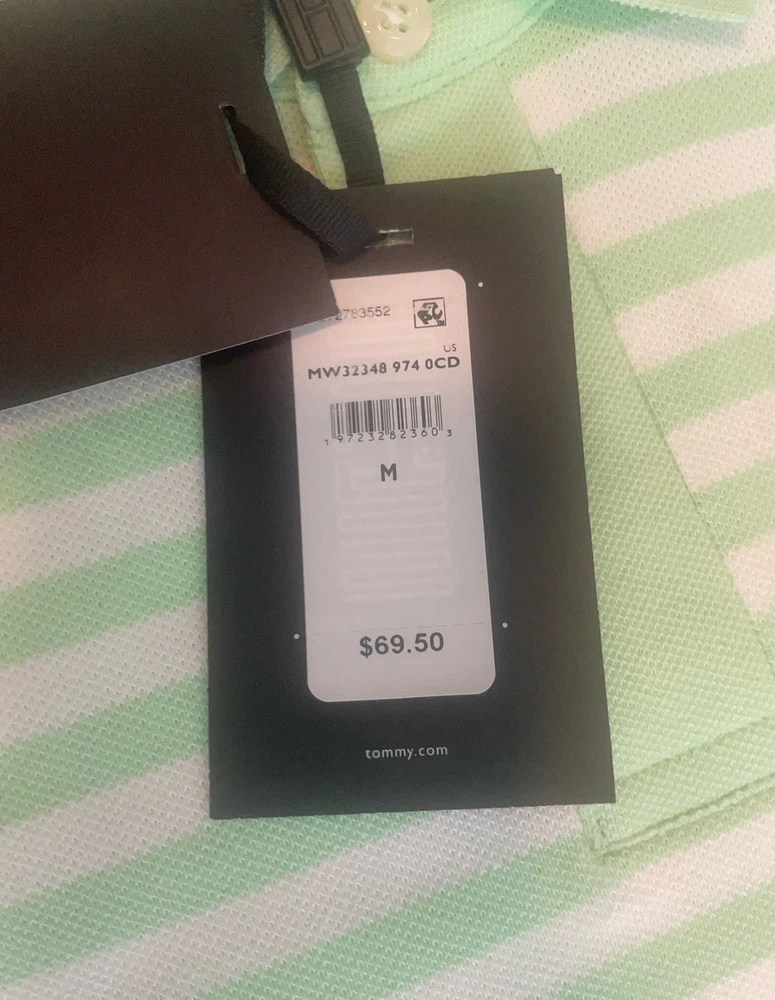 2783552
US
MW32348 974 0CD
1 97232 82360 3
M
$69.50
tommy.com